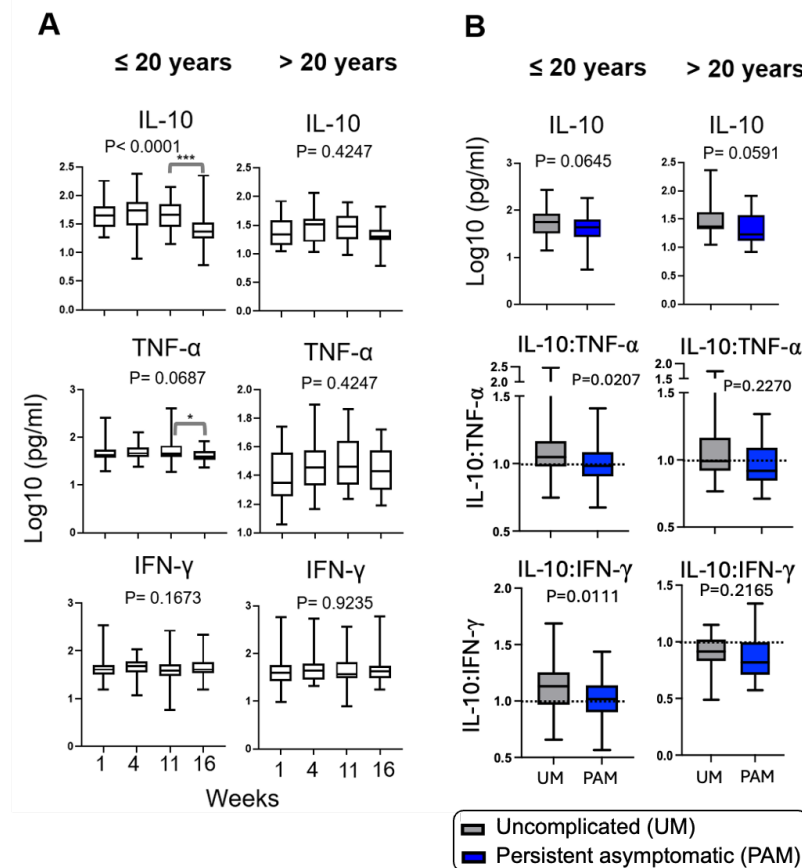 A
≤ 20 years > 20 years
IL-10 IL-10
P< 0.0001 P= 0.4247
***
2.5 2.5
2.0 2.0
1.5 1.5
1.0 1.0
0.5 0.5
0.0 0.0
Log10 (pg/ml)
TNF-α TNF-α
P= 0.0687 P= 0.4247
*
3 2.0
2 1.8
1 1.6
0 1.4
1.2
1.0
IFN-γ IFN-γ
P= 0.1673 P= 0.9235
3 3
2 2
1 1
0 0
1 4 11 16 1 4 11 16
Weeks
B
≤ 20 years > 20 years
IL-10 IL-10
P= 0.0645 P= 0.0591
Log10 (pg/ml)
3 2.5
2 2.0
1 1.5
0 1.0
0.5
0.0
IL-10:TNF-α IL-10:TNF-α
P=0.0207 P=0.2270
IL-10:TNF-α
2.5 2.5
2.0 2.0
1.5 1.5
1.5 1.5
1.0 1.0
0.5 0.5
IL-10:IFN-γ IL-10:IFN-γ
P=0.0111 P=0.2165
IL-10:IFN-γ
2.0 1.5
1.5 1.0
1.0 0.5
0.5 0.0
UM PAM UM PAM
Uncomplicated (UM)
Persistent asymptomatic (PAM)